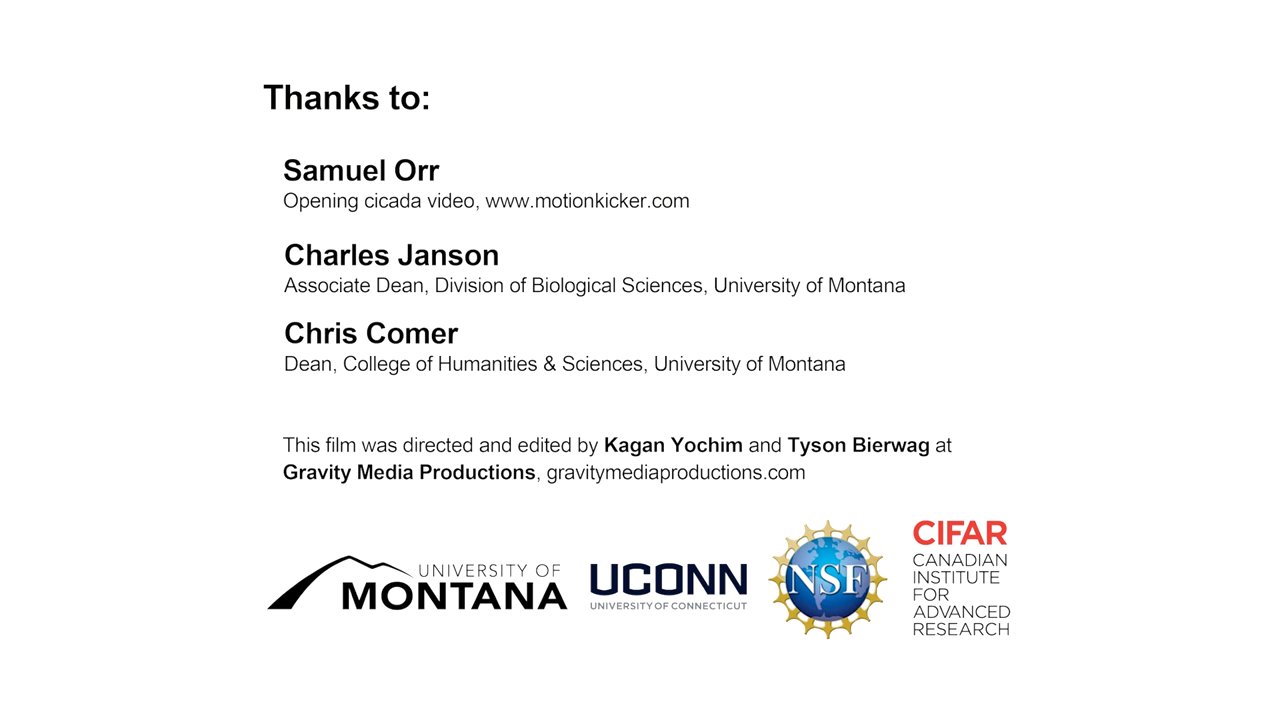 Thanks to:
Samuel Orr
Opening cicada video, www.motionkicker.com
Charles Janson
Associate Dean, Division of Biological Sciences, University of Montana
Chris Comer
Dean, College of Humanities & Sciences, University of Montana
This film was directed and edited by Kagan Yochim and Tyson Bierwag at
Gravity Media Productions, gravitymediaproductions.com
UNIVERSITY OF
MONTANA
UCONN
UNIVERSITY OF CONNECTICUT
NSF
CIFAR
CANADIAN
INSTITUTE
FOR
ADVANCED
RESEARCH